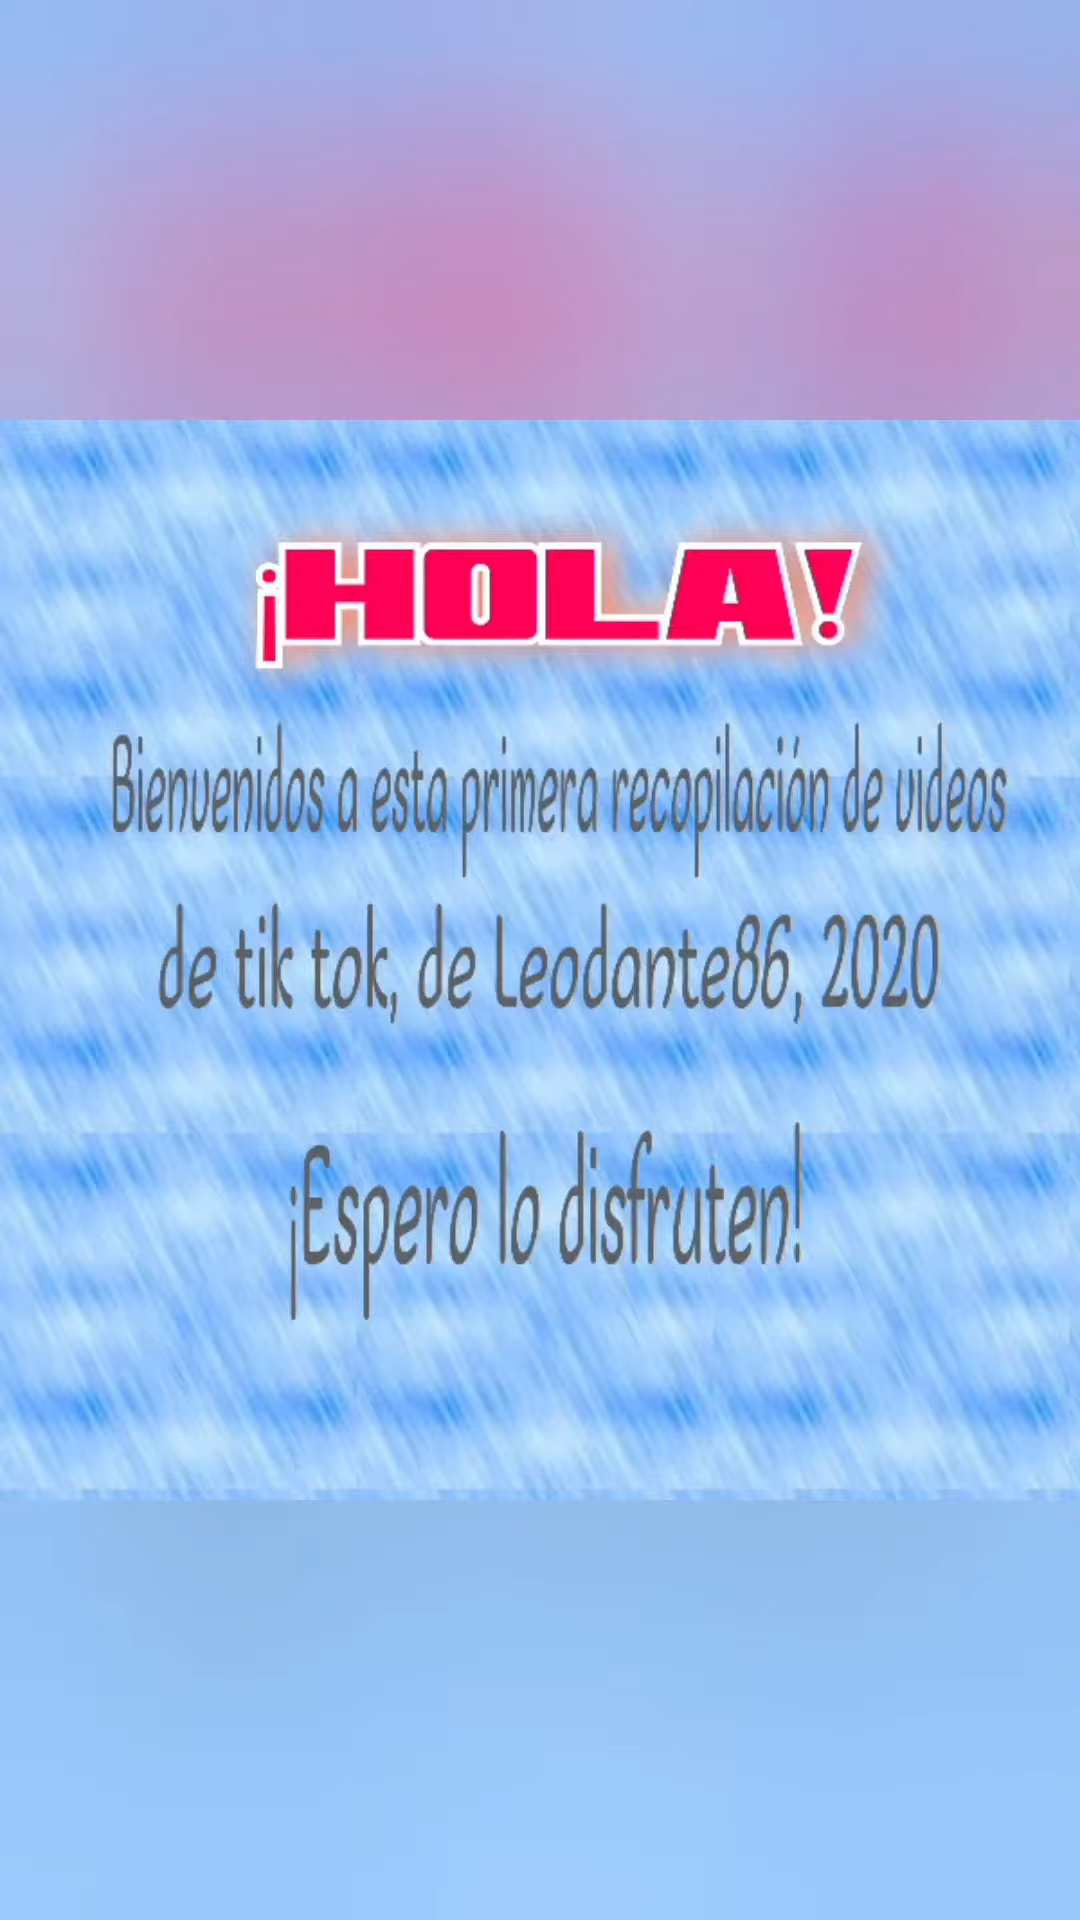 ¡HOLA!
Bienvenidos a esta primera recopilación de videos
de tik tok, de Leodante86, 2020
¡Espero lo disfruten!